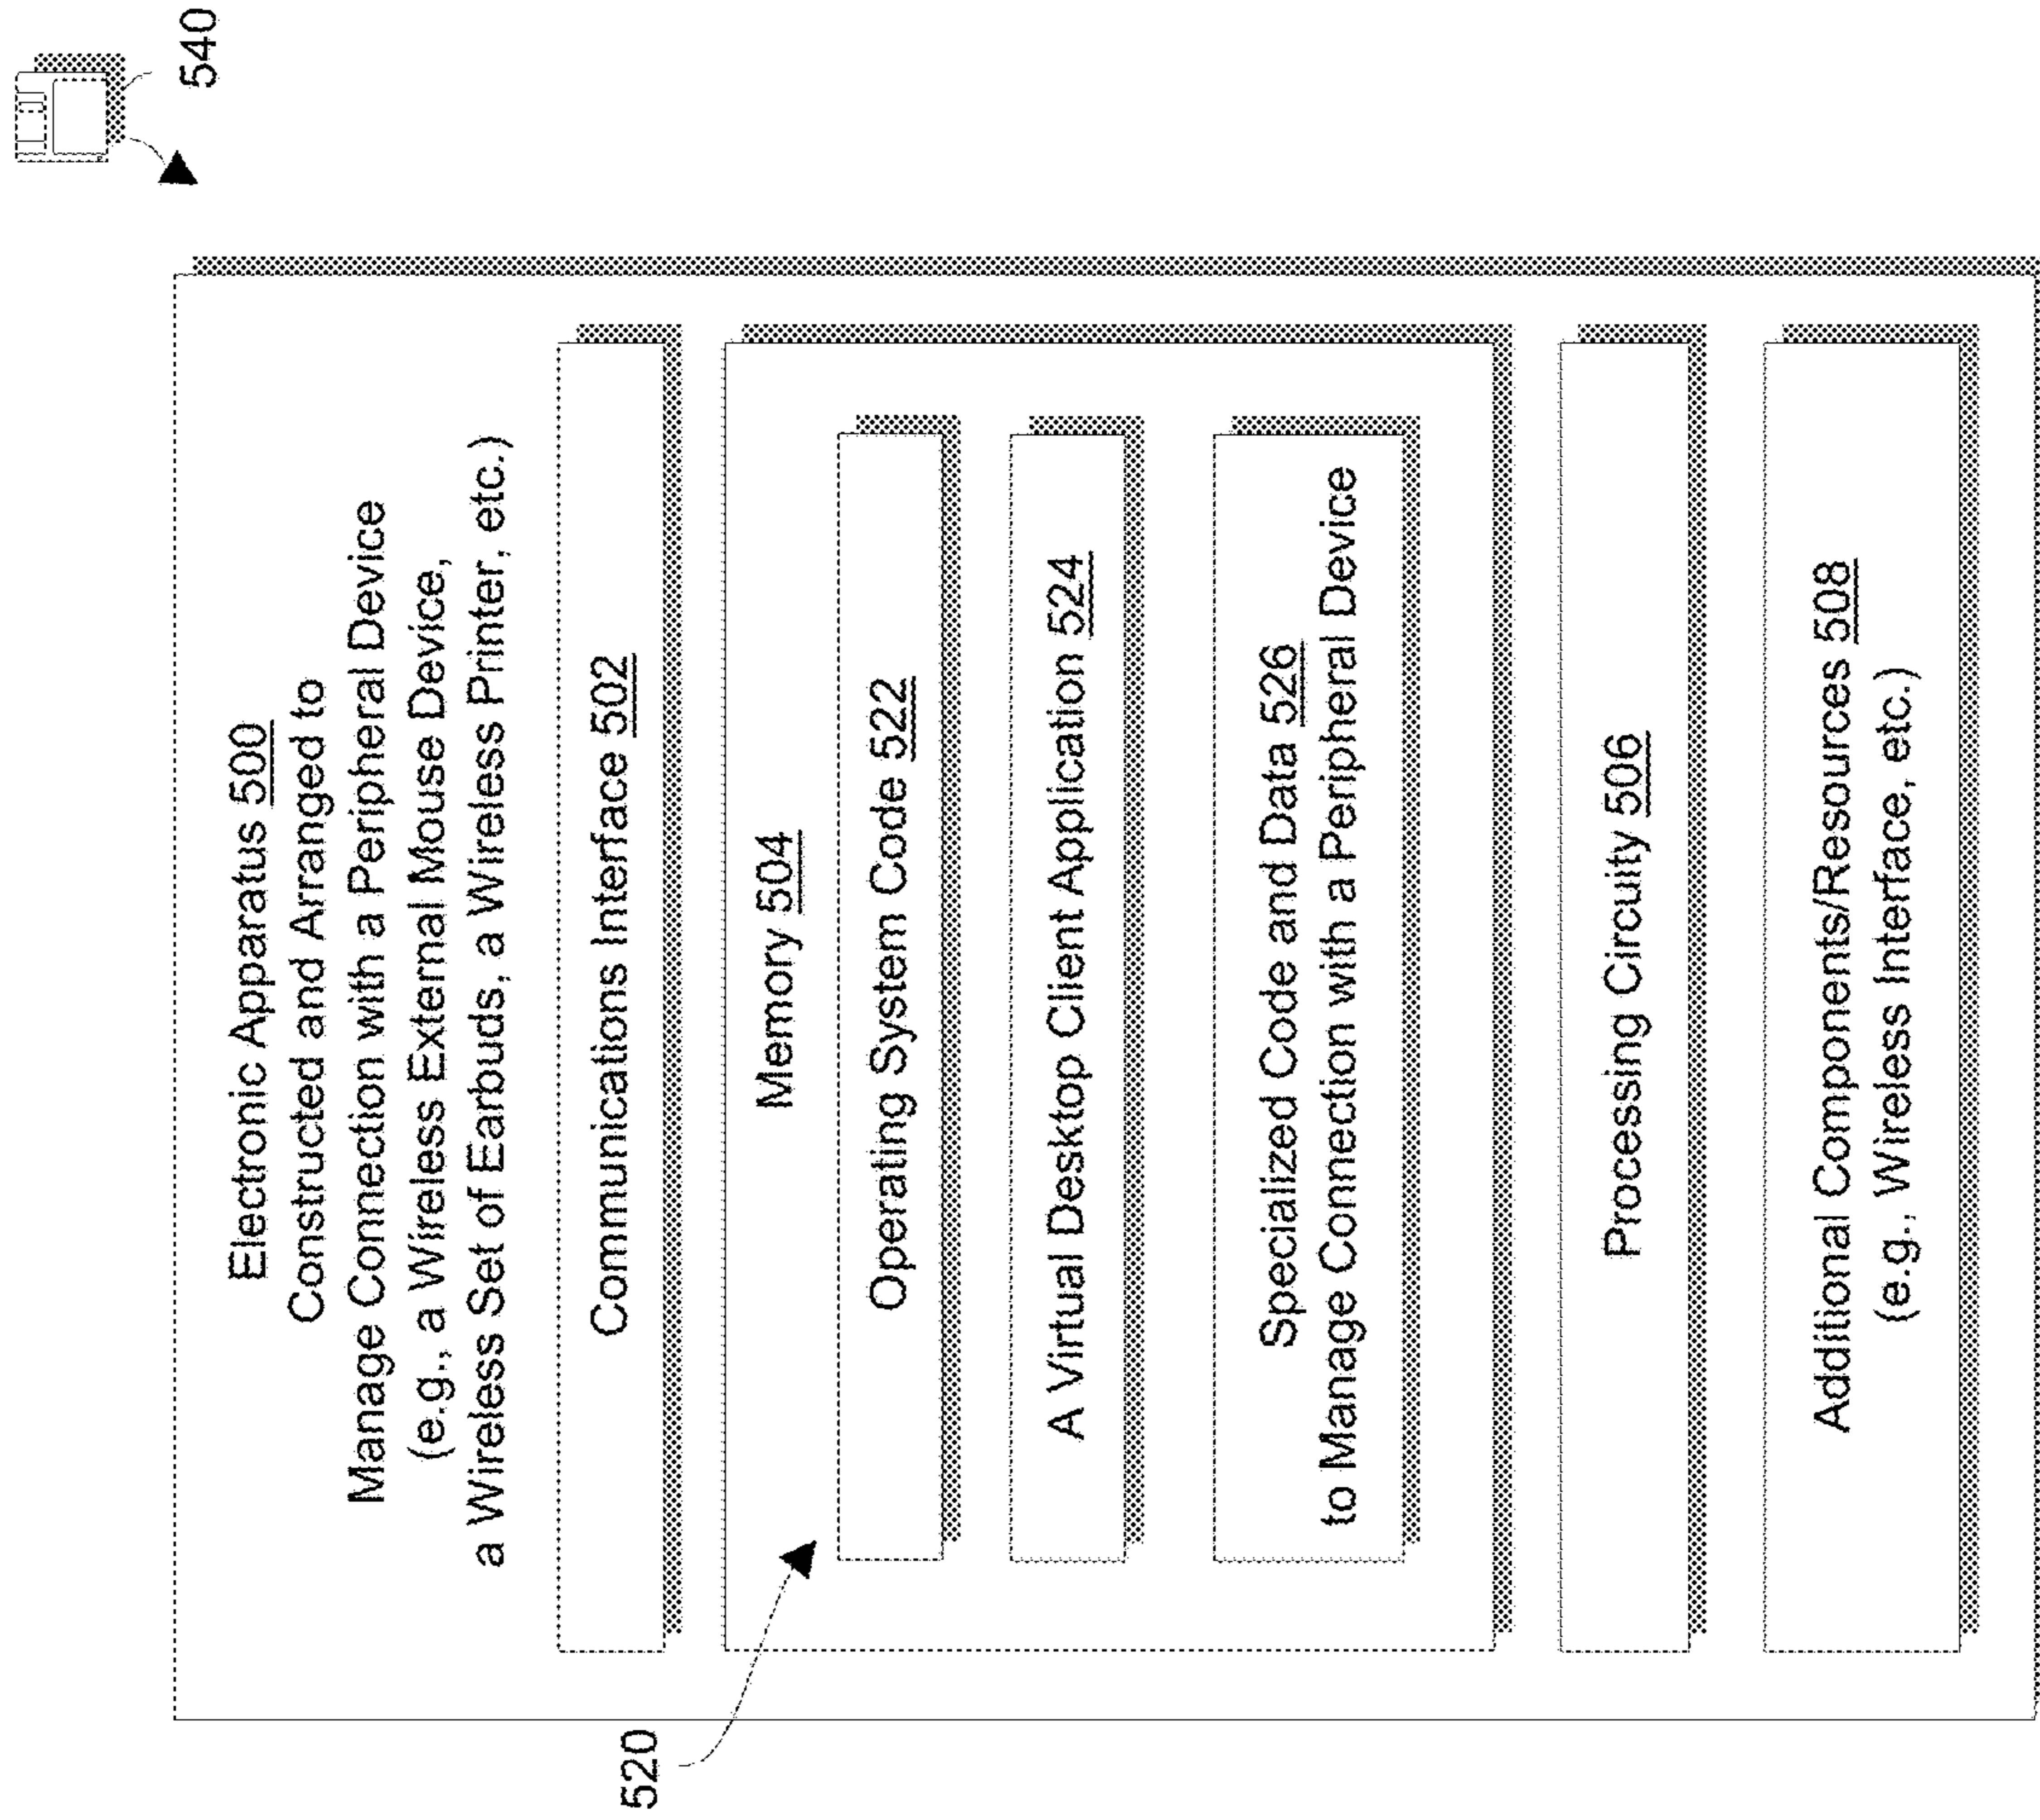 540
Electronic Apparatus 500
Constructed and Arranged to
Manage Connection with a Peripheral Device
(e.g., a Wireless External Mouse Device,
a Wireless Set of Earbuds, a Wireless Printer, etc.)
Communications Interface 502
520
Memory 504
Operating System Code 522
A Virtual Desktop Client Application 524
Specialized Code and Data 526
to Manage Connection with a Peripheral Device
Processing Circuity 506
Additional Components/Resources 508
(e.g., Wireless Interface, etc.)